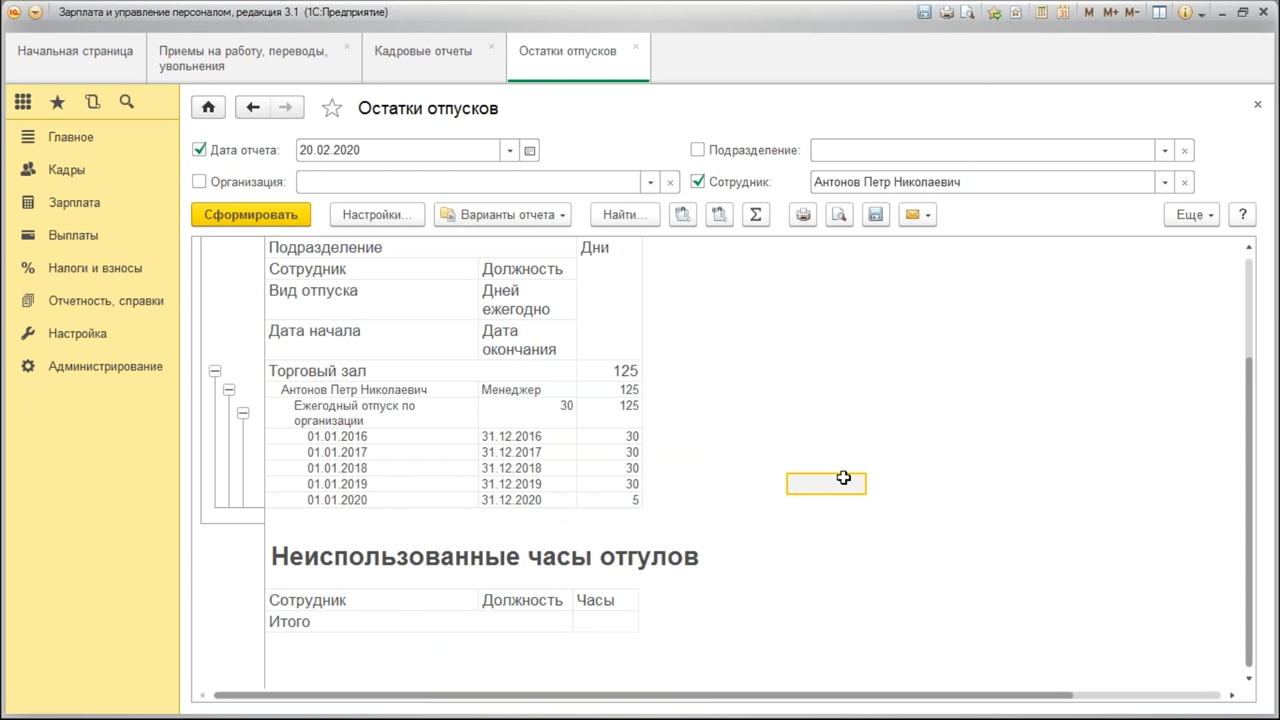 Зарплата и управление персоналом, редакция 3.1 (1С:Предприятие)
M M+ M-
Начальная страница
Приемы на работу, переводы,
увольнения
Кадровые отчеты
Остатки отпусков
Главное
Кадры
Зарплата
Выплаты
Налоги и взносы
Отчетность, справки
Настройка
Администрирование
Остатки отпусков
Дата отчета: 20.02.2020 Подразделение:
Организация: Сотрудник: Антонов Петр Николаевич
Сформировать Настройки... Варианты отчета Найти... Σ Еще ?
Подразделение Дни
Сотрудник Должность
Вид отпуска Дней
ежегодно
Дата начала Дата
окончания
Торговый зал 125
Антонов Петр Николаевич Менеджер 125
Ежегодный отпуск по 30 125
организации
01.01.2016 31.12.2016 30
01.01.2017 31.12.2017 30
01.01.2018 31.12.2018 30
01.01.2019 31.12.2019 30
01.01.2020 31.12.2020 5
Неиспользованные часы отгулов
Сотрудник Должность Часы
Итого